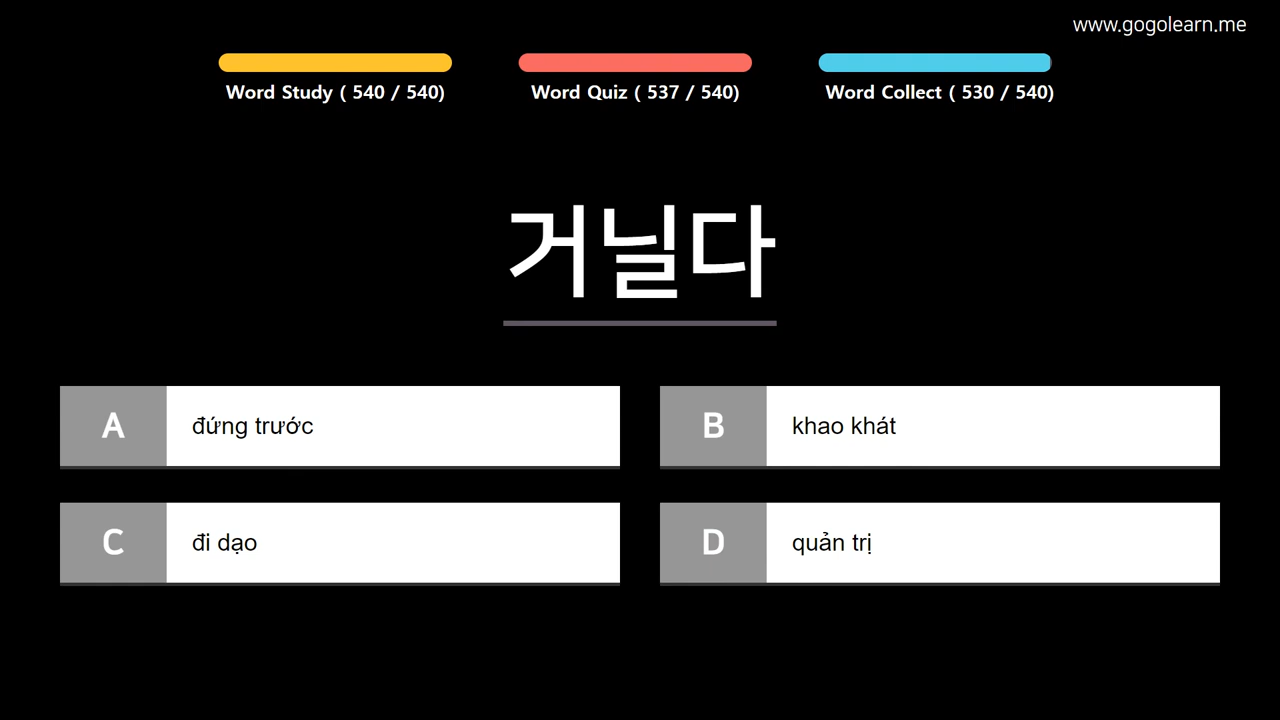 www.gogolearn.me
Word Study ( 540 / 540)
Word Quiz ( 537 / 540)
Word Collect ( 530 / 540)
거닐다
A
đứng trước
B
khao khát
C
đi dạo
D
quản trị